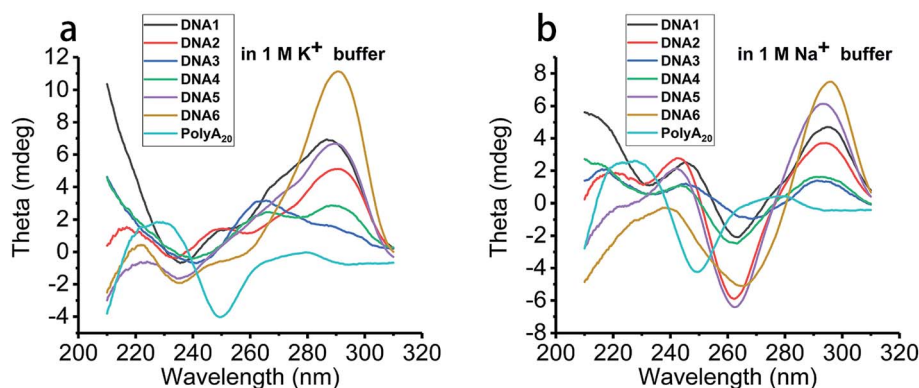 a
DNA1
DNA2
DNA3
DNA4
DNA5
DNA6
PolyA₂₀
in 1 M K⁺ buffer
Theta (mdeg)
12
10
8
6
4
2
0
-2
-4
200 220 240 260 280 300 320
Wavelength (nm)
b
DNA1
DNA2
DNA3
DNA4
DNA5
DNA6
PolyA₂₀
in 1 M Na⁺ buffer
Theta (mdeg)
8
6
4
2
0
-2
-4
-6
-8
200 220 240 260 280 300 320
Wavelength (nm)